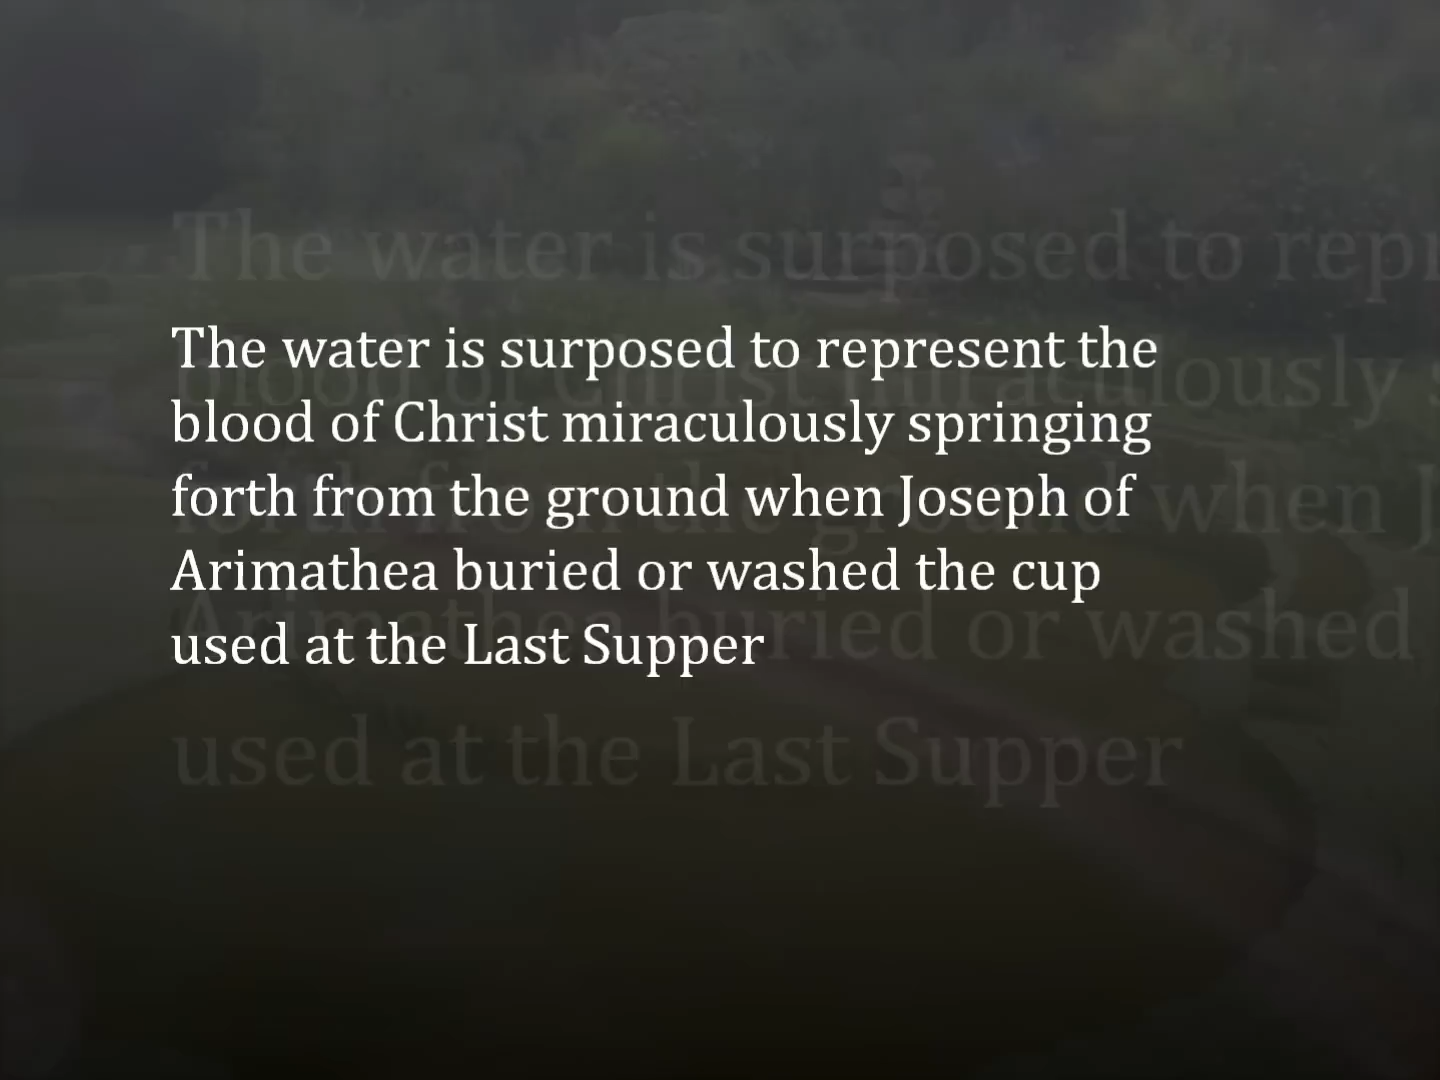 The water is surposed to represent the
blood of Christ miraculously springing
forth from the ground when Joseph of
Arimathea buried or washed the cup
used at the Last Supper